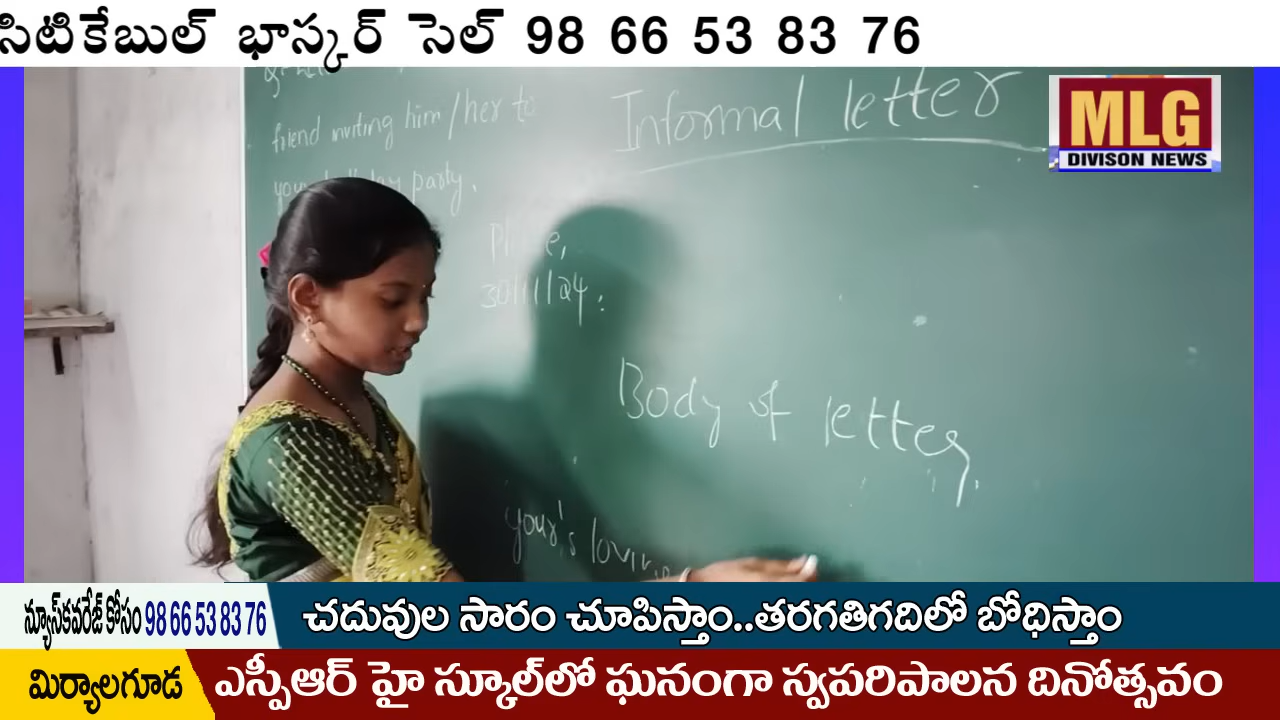 సిటికేబుల్ భాస్కర్ సెల్ 98 66 53 83 76
MLG
DIVISON NEWS
Informal letter
friend inviting him/her to
your party.
30/11/24.
Body of letter
your's
న్యూస్‌కవరేజ్ కోసం 98 66 53 83 76
చదువుల సారం చూపిస్తాం..తరగతిగదిలో బోధిస్తాం
మిర్యాలగూడ
ఎస్పీఆర్ హై స్కూల్‌లో ఘనంగా స్వపరిపాలన దినోత్సవం